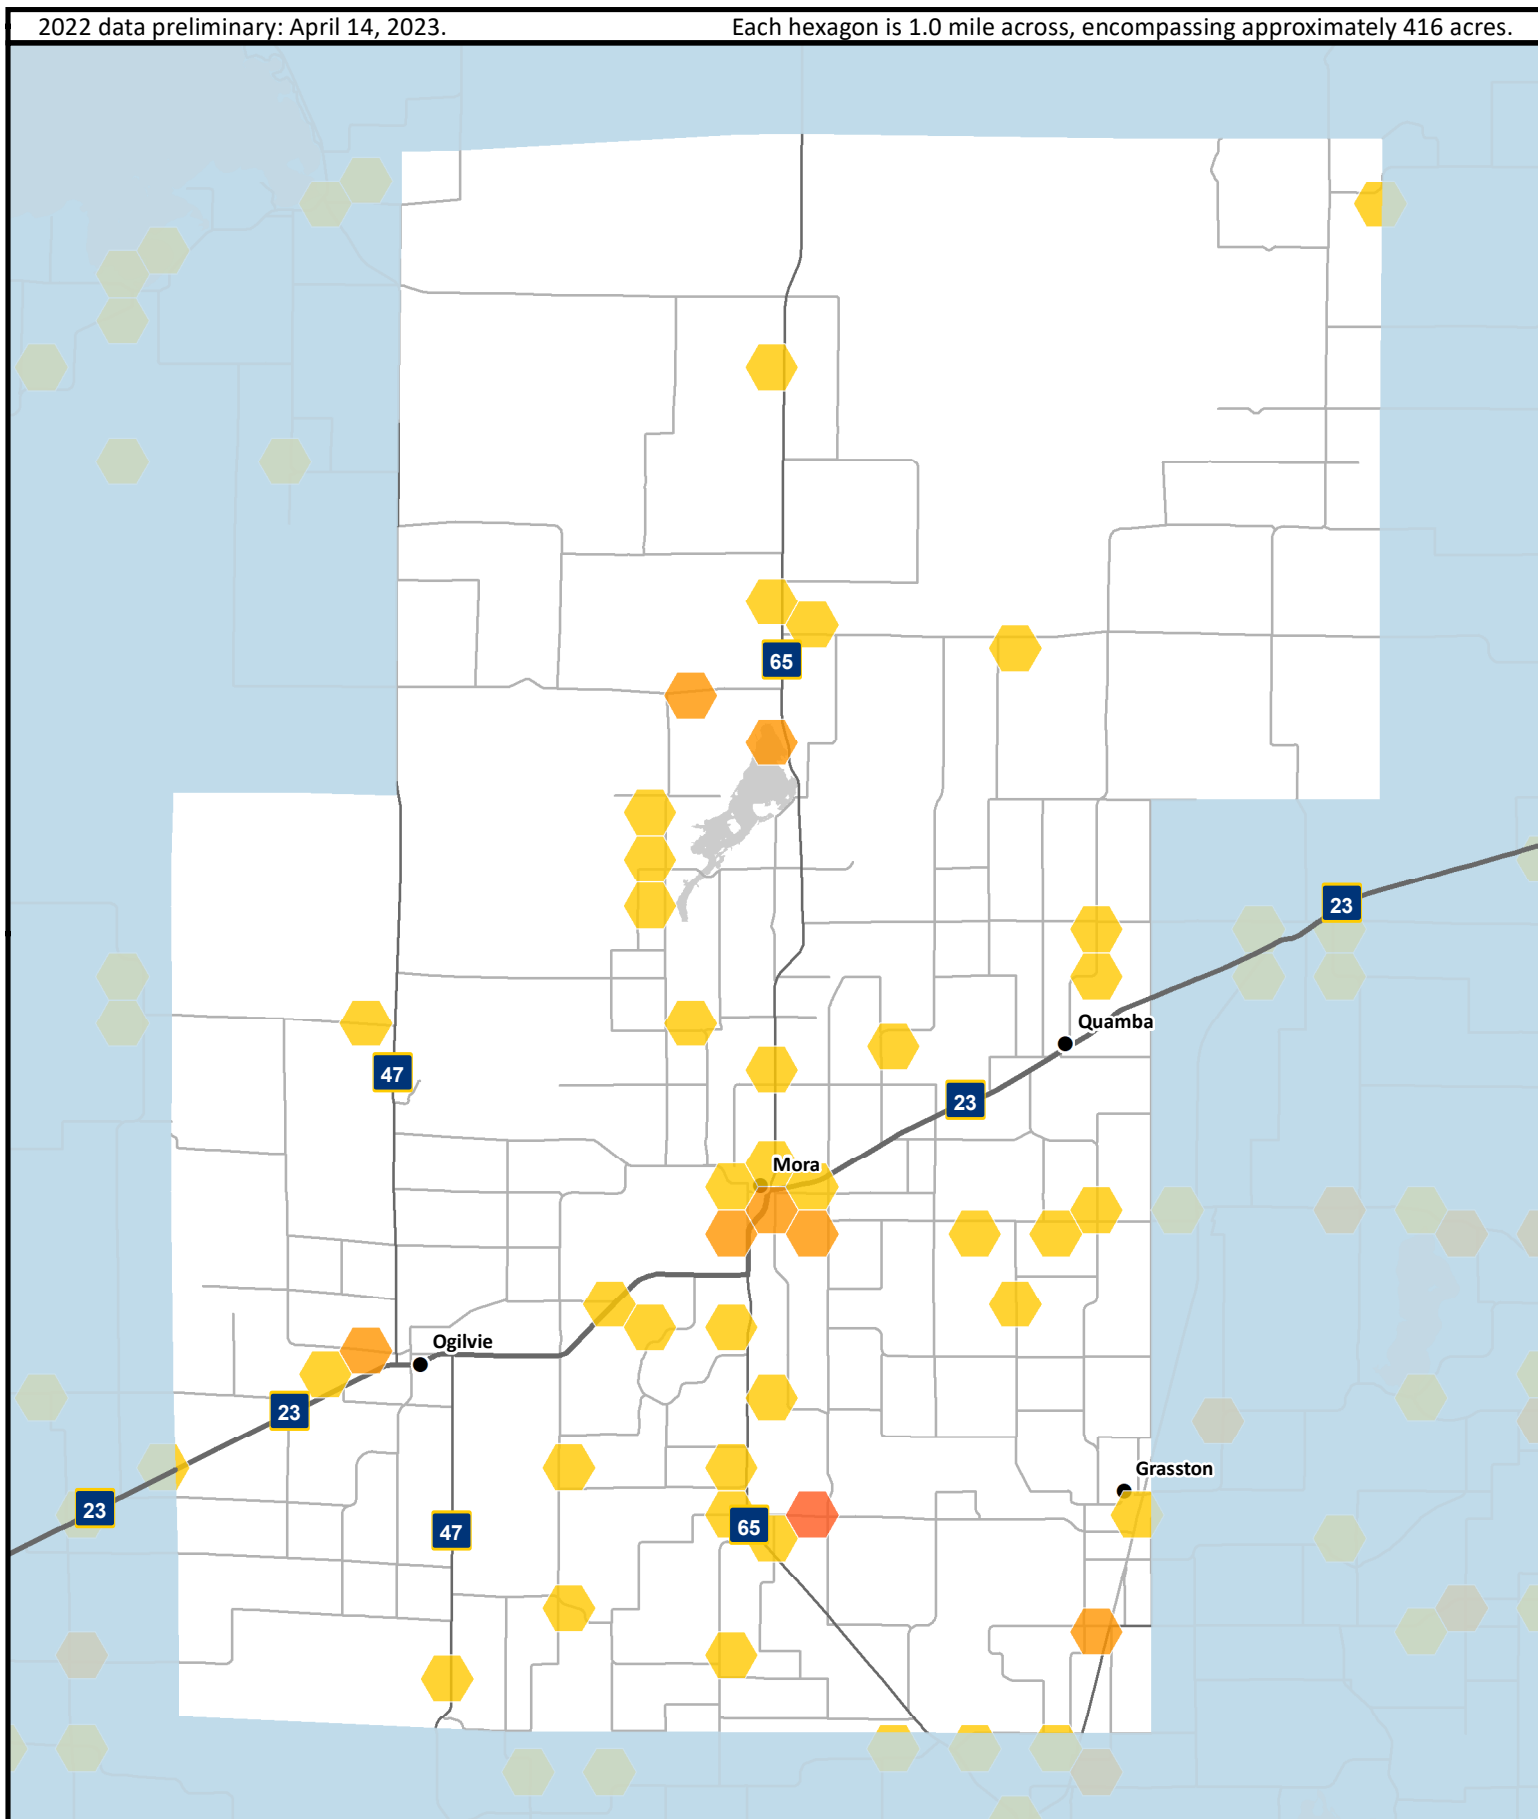 2022 data preliminary: April 14, 2023.
Each hexagon is 1.0 mile across, encompassing approximately 416 acres.
65
23
Quamba
47
23
Mora
Ogilvie
23
Grasston
23
65
47